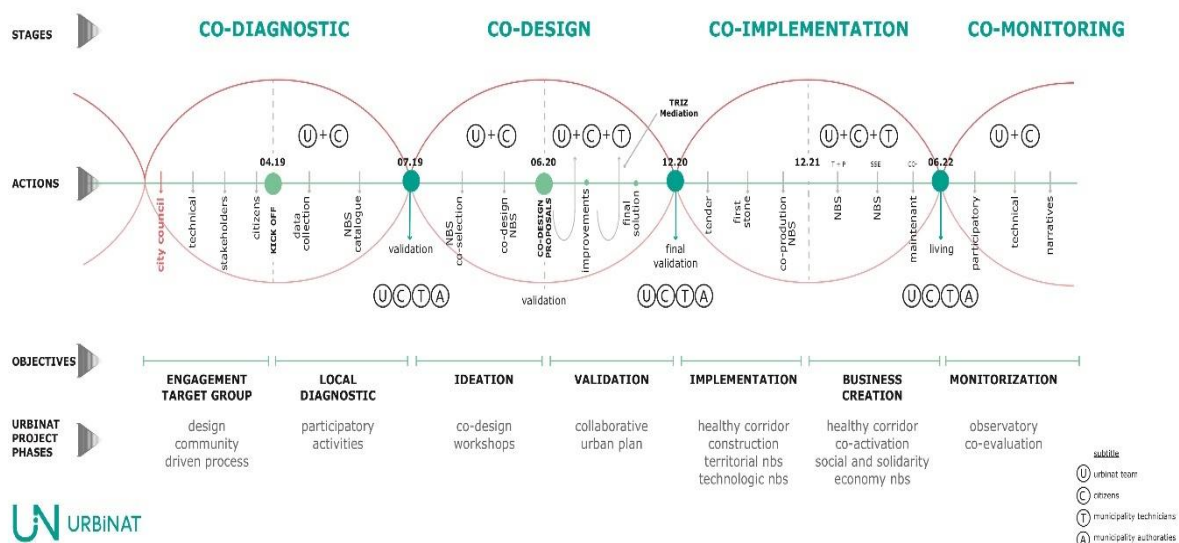 STAGES
CO-DIAGNOSTIC
CO-DESIGN
CO-IMPLEMENTATION
CO-MONITORING
TRIZ
Mediation
U+C
U+C
U+C+T
U+C+T
U+C
04.19
07.19
06.20
12.20
12.21
T + P
SSE
CO-
06.22
ACTIONS
city council
technical
stakeholders
citizens
KICK OFF
data
collection
NBS
catalogue
validation
NBS
co-selection
co-design
NBS
CO-DESIGN
PROPOSALS
validation
improvements
final
solution
final
validation
tender
first
stone
co-production
NBS
NBS
NBS
maintenant
living
participatory
technical
narratives
UCTA
UCTA
UCTA
OBJECTIVES
ENGAGEMENT
TARGET GROUP
LOCAL
DIAGNOSTIC
IDEATION
VALIDATION
IMPLEMENTATION
BUSINESS
CREATION
MONITORIZATION
URBINAT
PROJECT
PHASES
design
community
driven process
participatory
activities
co-design
workshops
collaborative
urban plan
healthy corridor
construction
territorial nbs
technologic nbs
healthy corridor
co-activation
social and solidarity
economy nbs
observatory
co-evaluation
subtitle
U urbinat team
C citizens
T municipality technicians
A municipality authoraties
UN URBiNAT